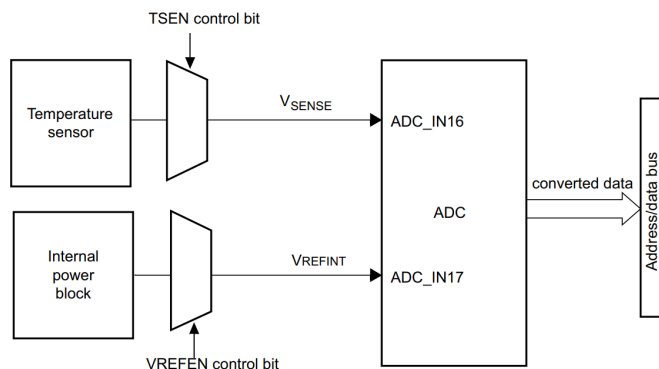 TSEN control bit
Temperature
sensor
VSENSE
ADC_IN16
converted data
Address/data bus
ADC
Internal
power
block
VREFINT
ADC_IN17
VREFEN control bit